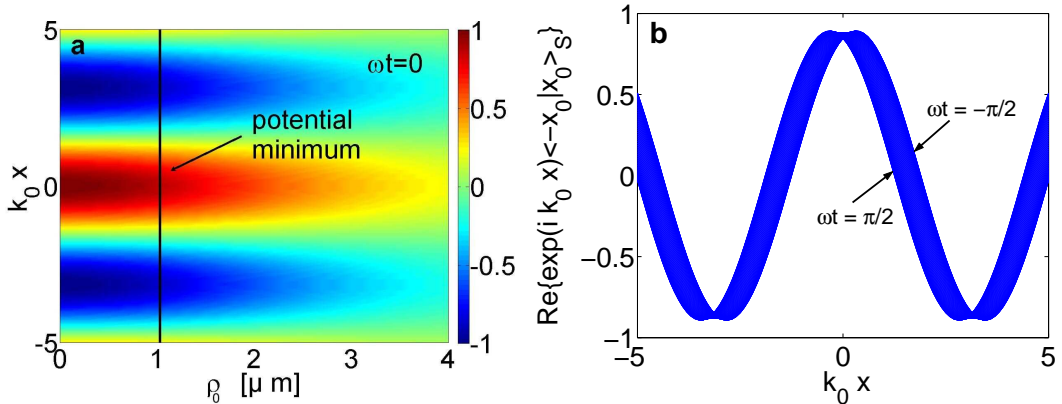 a
ωt=0
potential
minimum
5
0
-5
k₀ x
0 1 2 3 4
ρ₀ [μ m]
1
0.5
0
-0.5
-1
b
Re{exp(i k₀ x)<−x₀|x₀>S}
1
0.5
0
−0.5
−1
ωt = −π/2
ωt = π/2
−5 0 5
k₀ x